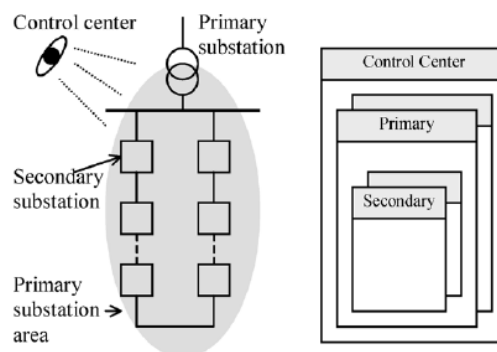 Control center
Primary
substation
Secondary
substation
Primary
substation
area
Control Center
Primary
Secondary